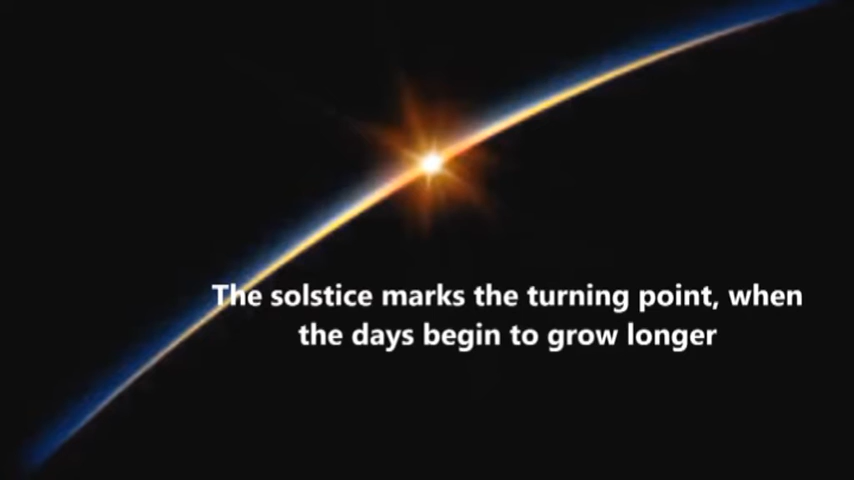 The solstice marks the turning point, when
the days begin to grow longer